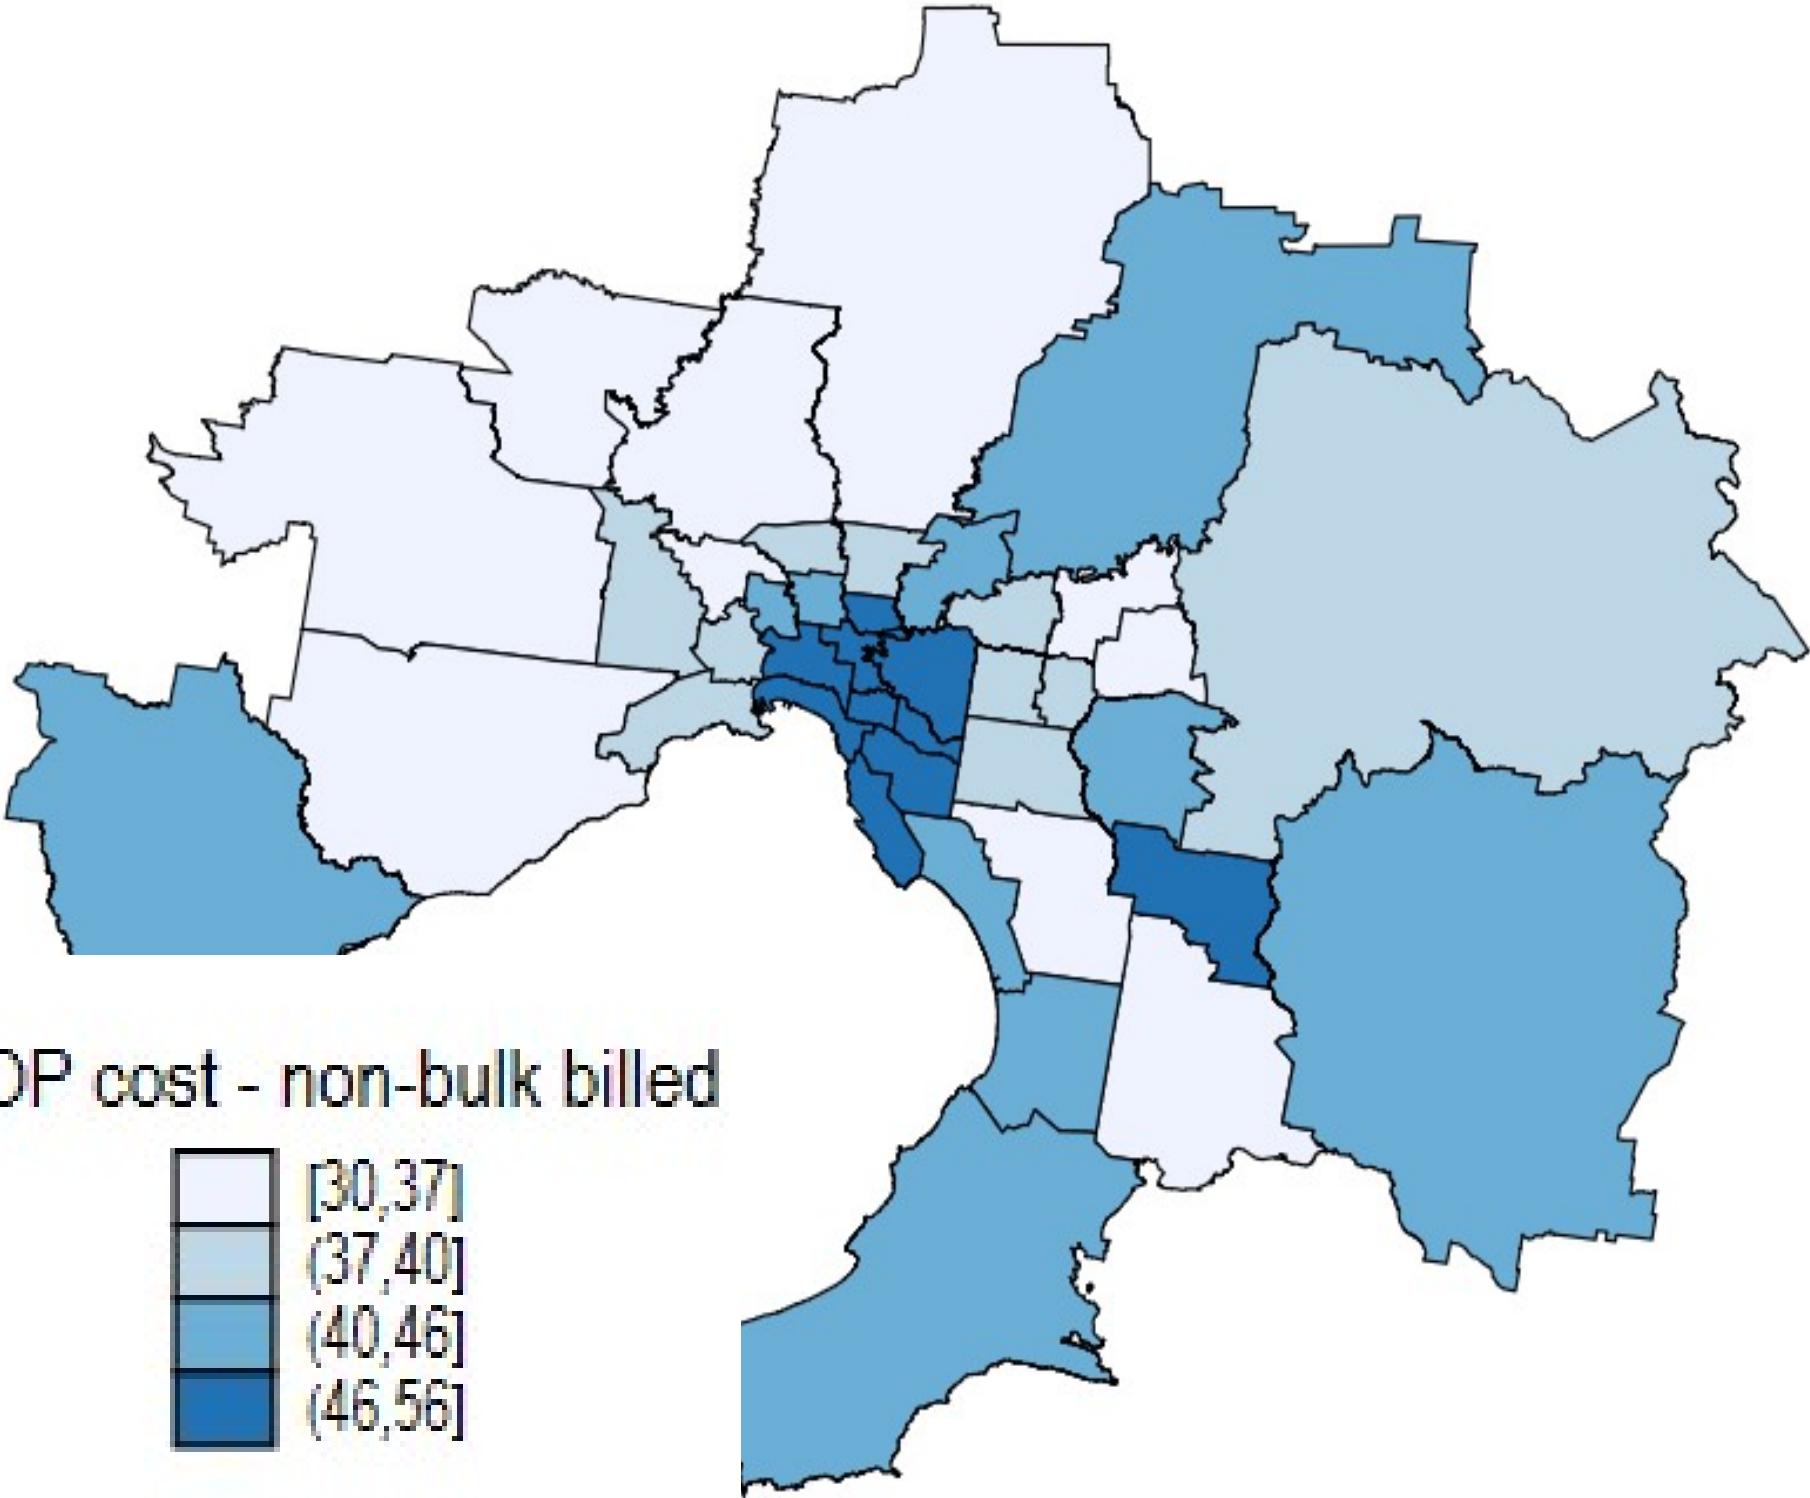 OP cost - non-bulk billed
[30,37]
(37,40]
(40,46]
(46,56]